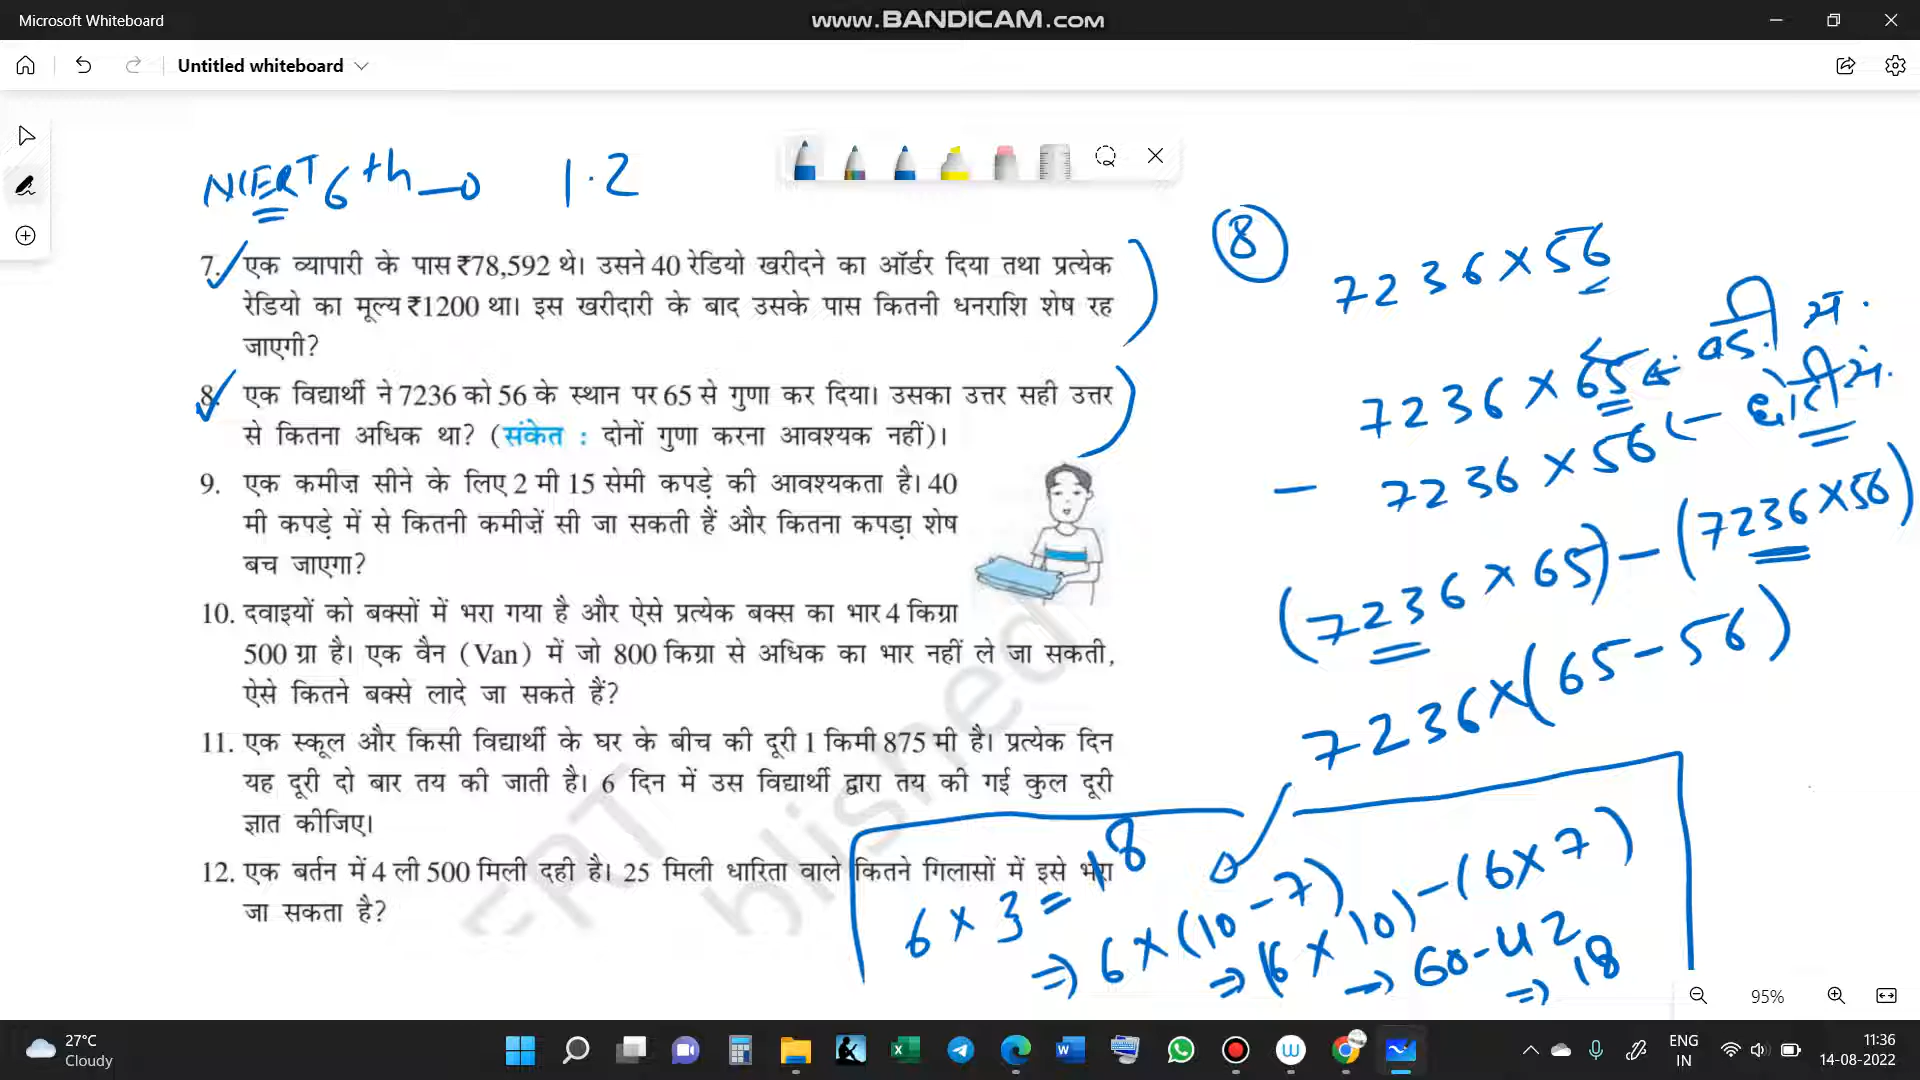 Microsoft Whiteboard
www.BANDICAM.COM
Untitled whiteboard
NCERT 6th 1.2
7. एक व्यापारी के पास ₹78,592 थे। उसने 40 रेडियो खरीदने का ऑर्डर दिया तथा प्रत्येक
रेडियो का मूल्य ₹1200 था। इस खरीदारी के बाद उसके पास कितनी धनराशि शेष रह
जाएगी?
8. एक विद्यार्थी ने 7236 को 56 के स्थान पर 65 से गुणा कर दिया। उसका उत्तर सही उत्तर
से कितना अधिक था? (संकेत : दोनों गुणा करना आवश्यक नहीं)।
9. एक कमीज़ सीने के लिए 2 मी 15 सेमी कपड़े की आवश्यकता है। 40
मी कपड़े में से कितनी कमीज़ें सी जा सकती हैं और कितना कपड़ा शेष
बच जाएगा?
10. दवाइयों को बक्सों में भरा गया है और ऐसे प्रत्येक बक्स का भार 4 किग्रा
500 ग्रा है। एक वैन (Van) में जो 800 किग्रा से अधिक का भार नहीं ले जा सकती,
ऐसे कितने बक्से लादे जा सकते हैं?
11. एक स्कूल और किसी विद्यार्थी के घर के बीच की दूरी 1 किमी 875 मी है। प्रत्येक दिन
यह दूरी दो बार तय की जाती है। 6 दिन में उस विद्यार्थी द्वारा तय की गई कुल दूरी
ज्ञात कीजिए।
12. एक बर्तन में 4 ली 500 मिली दही है। 25 मिली धारिता वाले कितने गिलासों में इसे भरा
जा सकता है?
8
7236 × 56
7236 × 65 ← बड़ी सं.
− 7236 × 56 ← छोटी सं.
(7236 × 65) − (7236 × 56)
7236 × (65 − 56)
6 × 3 = 18
⇒ 6 × (10 − 7)
⇒ (6 × 10) − (6 × 7)
→ 60 − 42
⇒ 18
95%
27°C
Cloudy
ENG
IN
11:36
14-08-2022